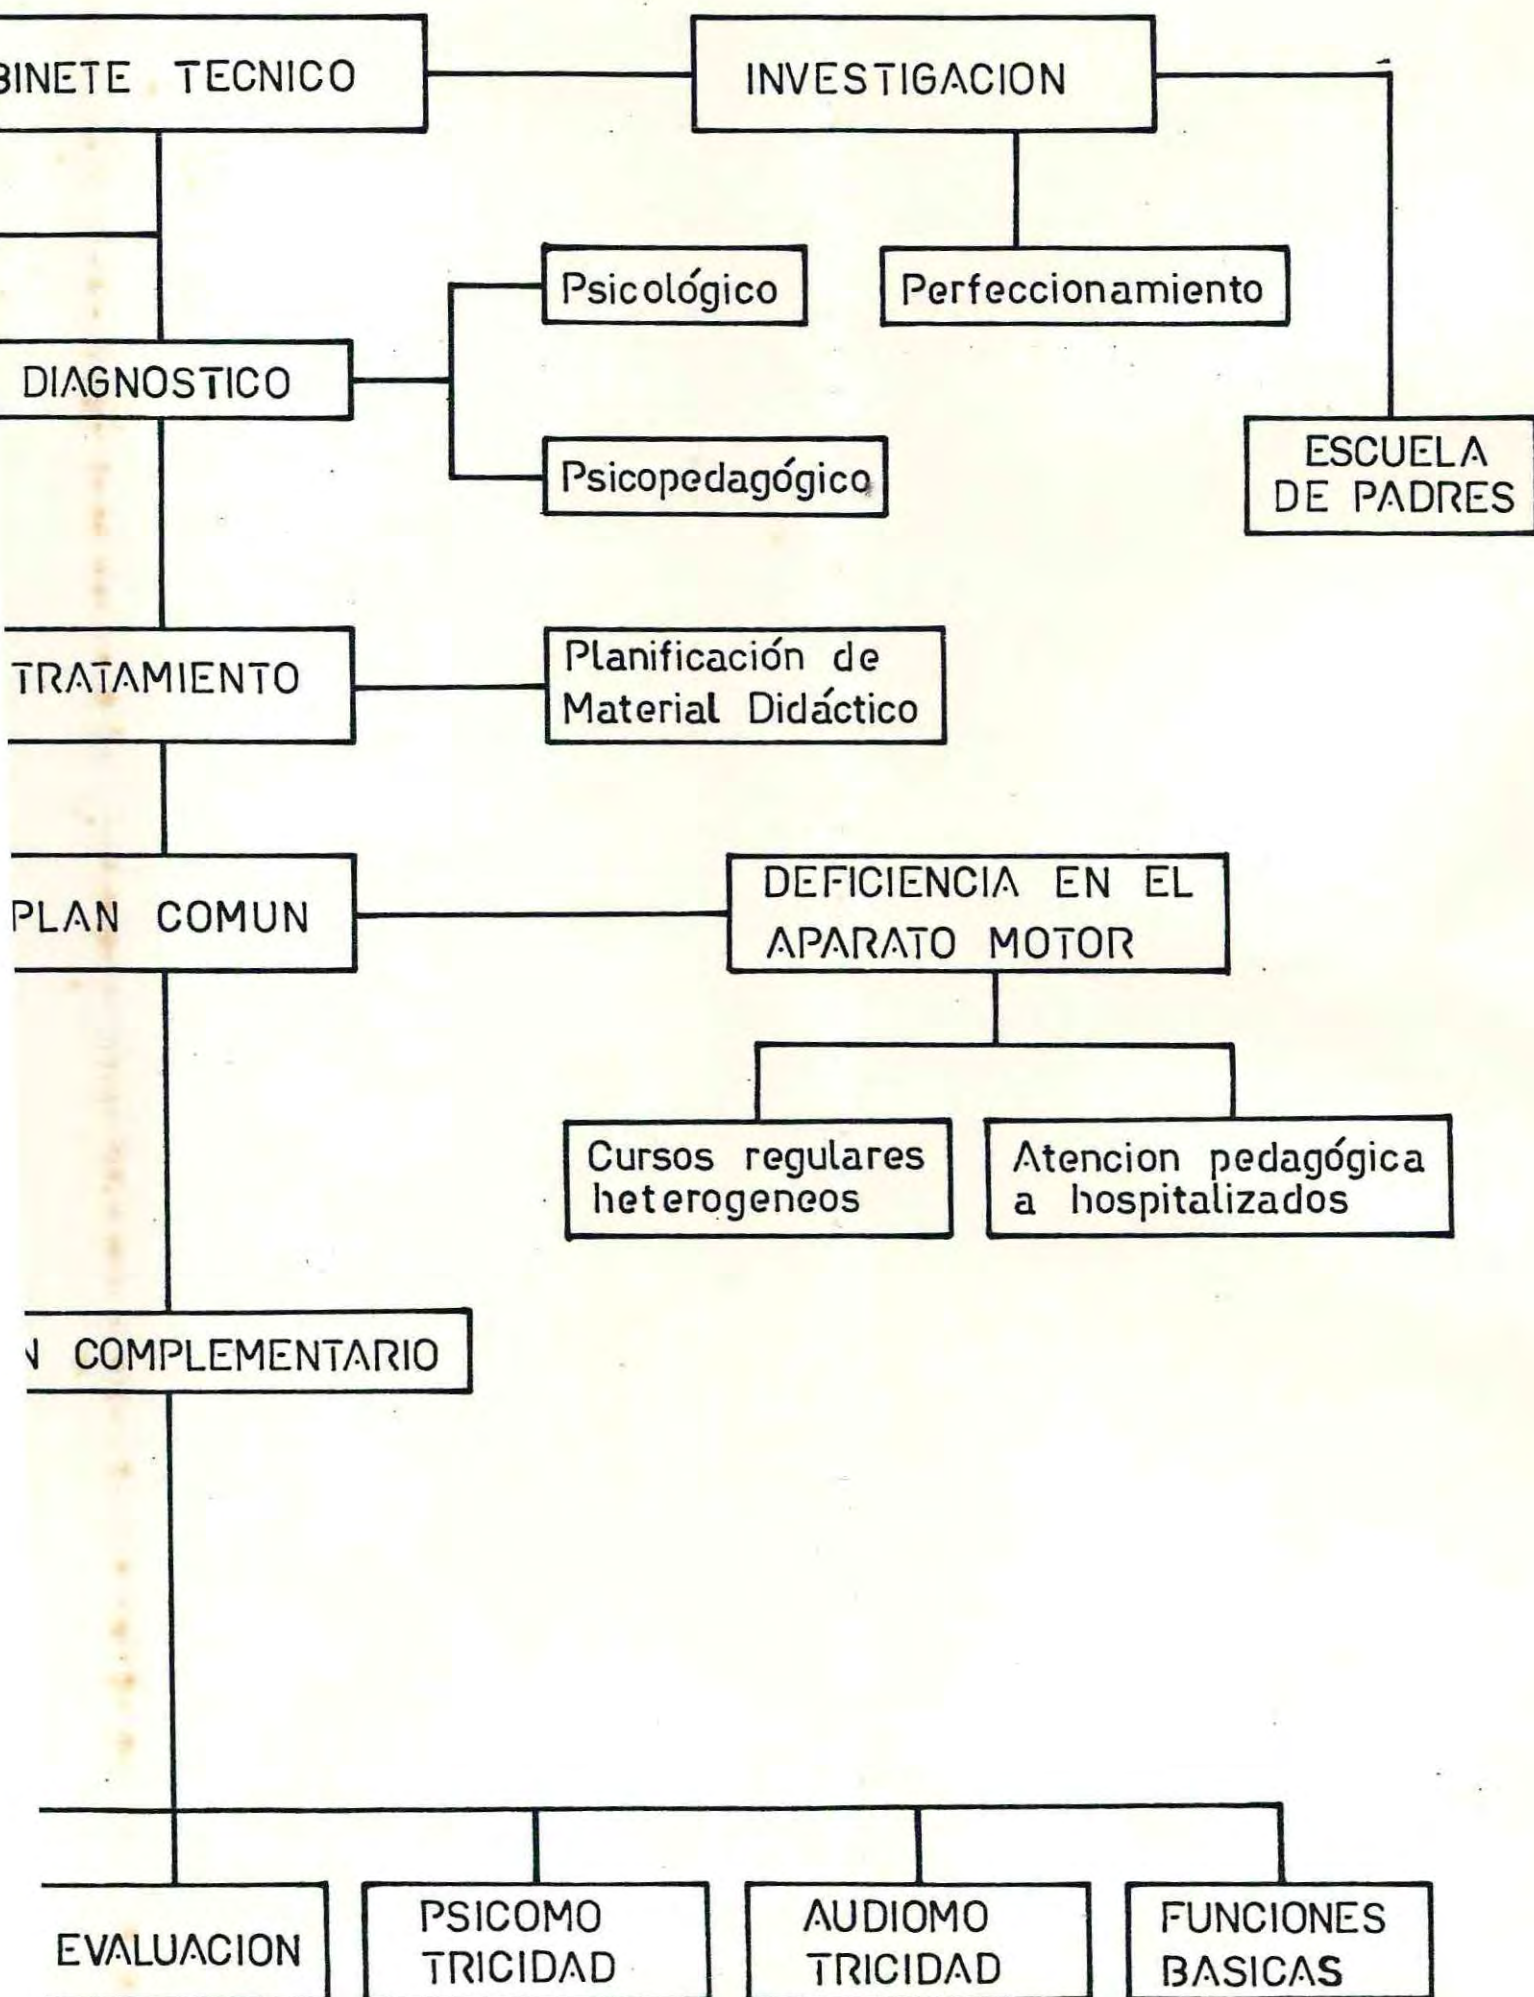 BINETE TECNICO
INVESTIGACION
Psicológico
Perfeccionamiento
DIAGNOSTICO
Psicopedagógico
ESCUELA
DE PADRES
TRATAMIENTO
Planificación de
Material Didáctico
PLAN COMUN
DEFICIENCIA EN EL
APARATO MOTOR
Cursos regulares
heterogeneos
Atencion pedagógica
a hospitalizados
N COMPLEMENTARIO
EVALUACION
PSICOMO
TRICIDAD
AUDIOMO
TRICIDAD
FUNCIONES
BASICAS